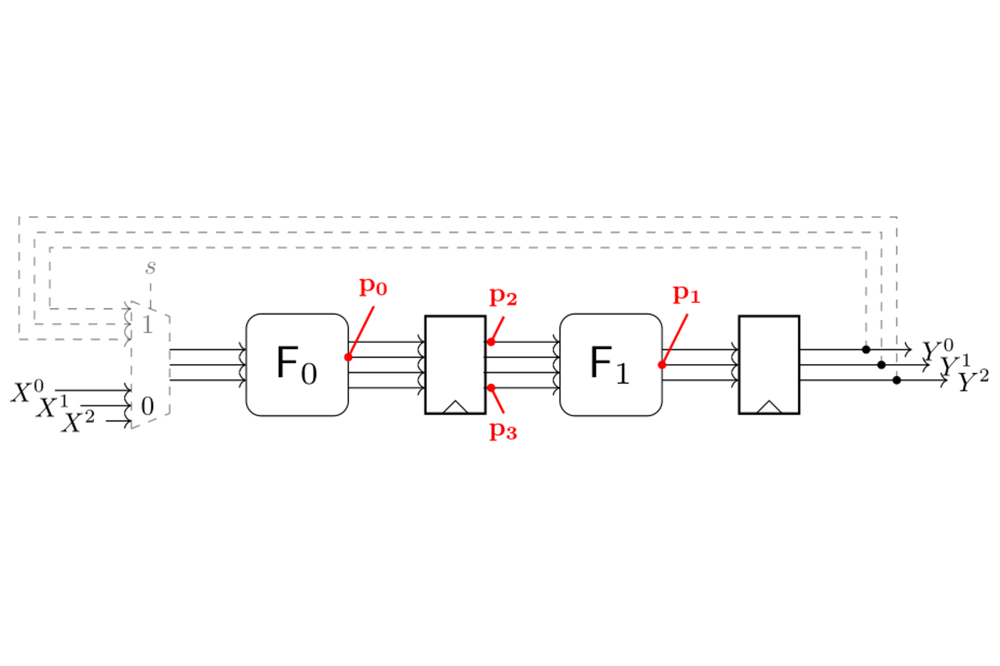 s
p₀
p₂
p₁
1
F₀
F₁
Y⁰
Y¹
Y²
X⁰
X¹
X²
0
p₃